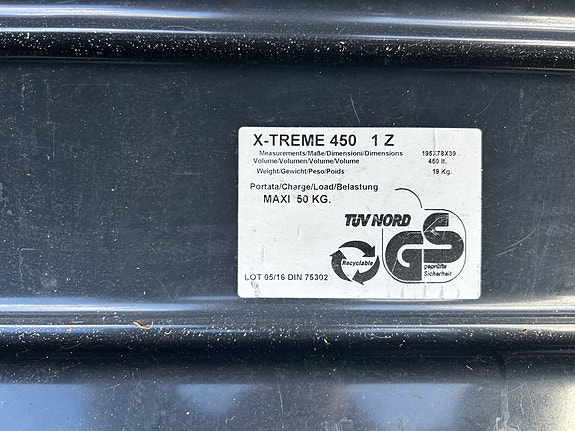 X-TREME 450 1 Z
Measurements/Maße/Dimensioni/Dimensions 195X78X39
Volume/Volumen/Volume/Volume 450 lt.
Weight/Gewicht/Peso/Poids 19 Kg.
Portata/Charge/Load/Belastung
MAXI 50 KG.
TÜV NORD
GS
geprüfte
Sicherheit
Recyclable
LOT 05/16 DIN 75302